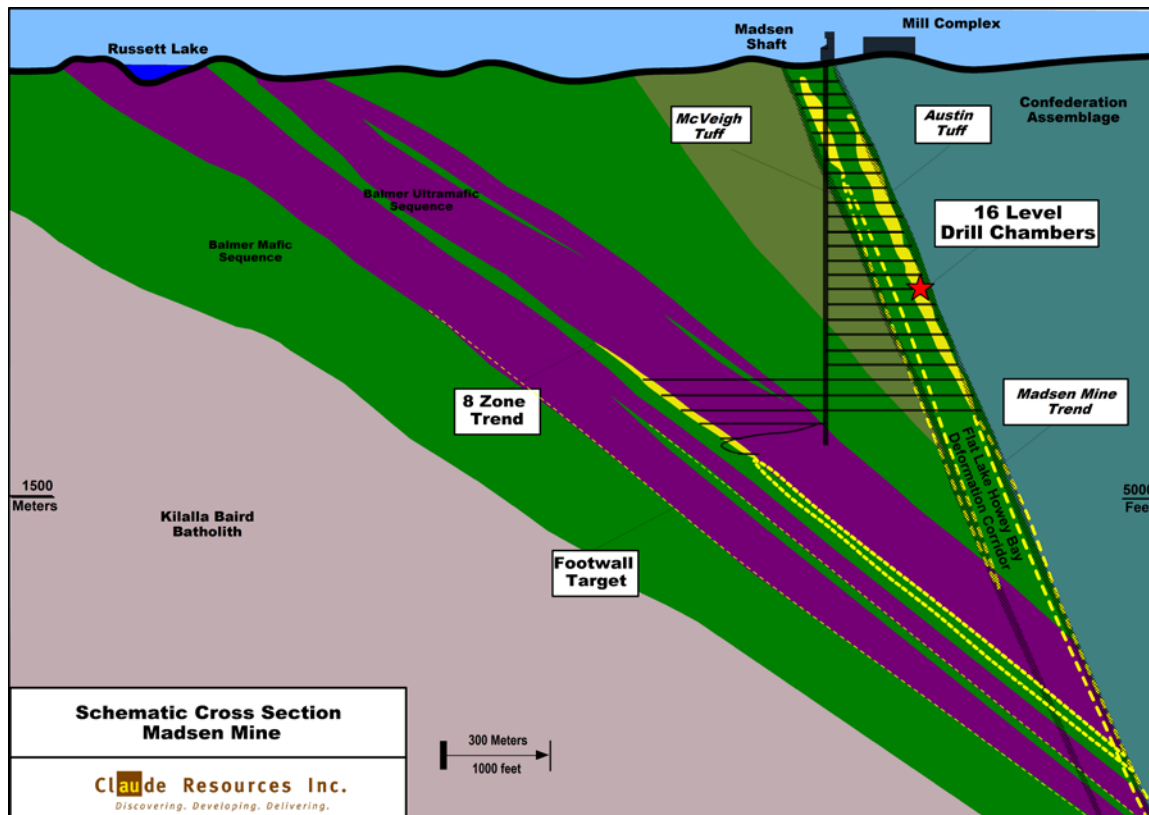 Russett Lake
Madsen
Shaft
Mill Complex
McVeigh
Tuff
Austin
Tuff
Confederation
Assemblage
Balmer Ultramafic
Sequence
Balmer Mafic
Sequence
16 Level
Drill Chambers
8 Zone
Trend
Madsen Mine
Trend
Flat Lake Howey Bay
Deformation Corridor
1500
Meters
5000
Feet
Kilalla Baird
Batholith
Footwall
Target
Schematic Cross Section
Madsen Mine
300 Meters
1000 feet
Claude Resources Inc.
Discovering. Developing. Delivering.